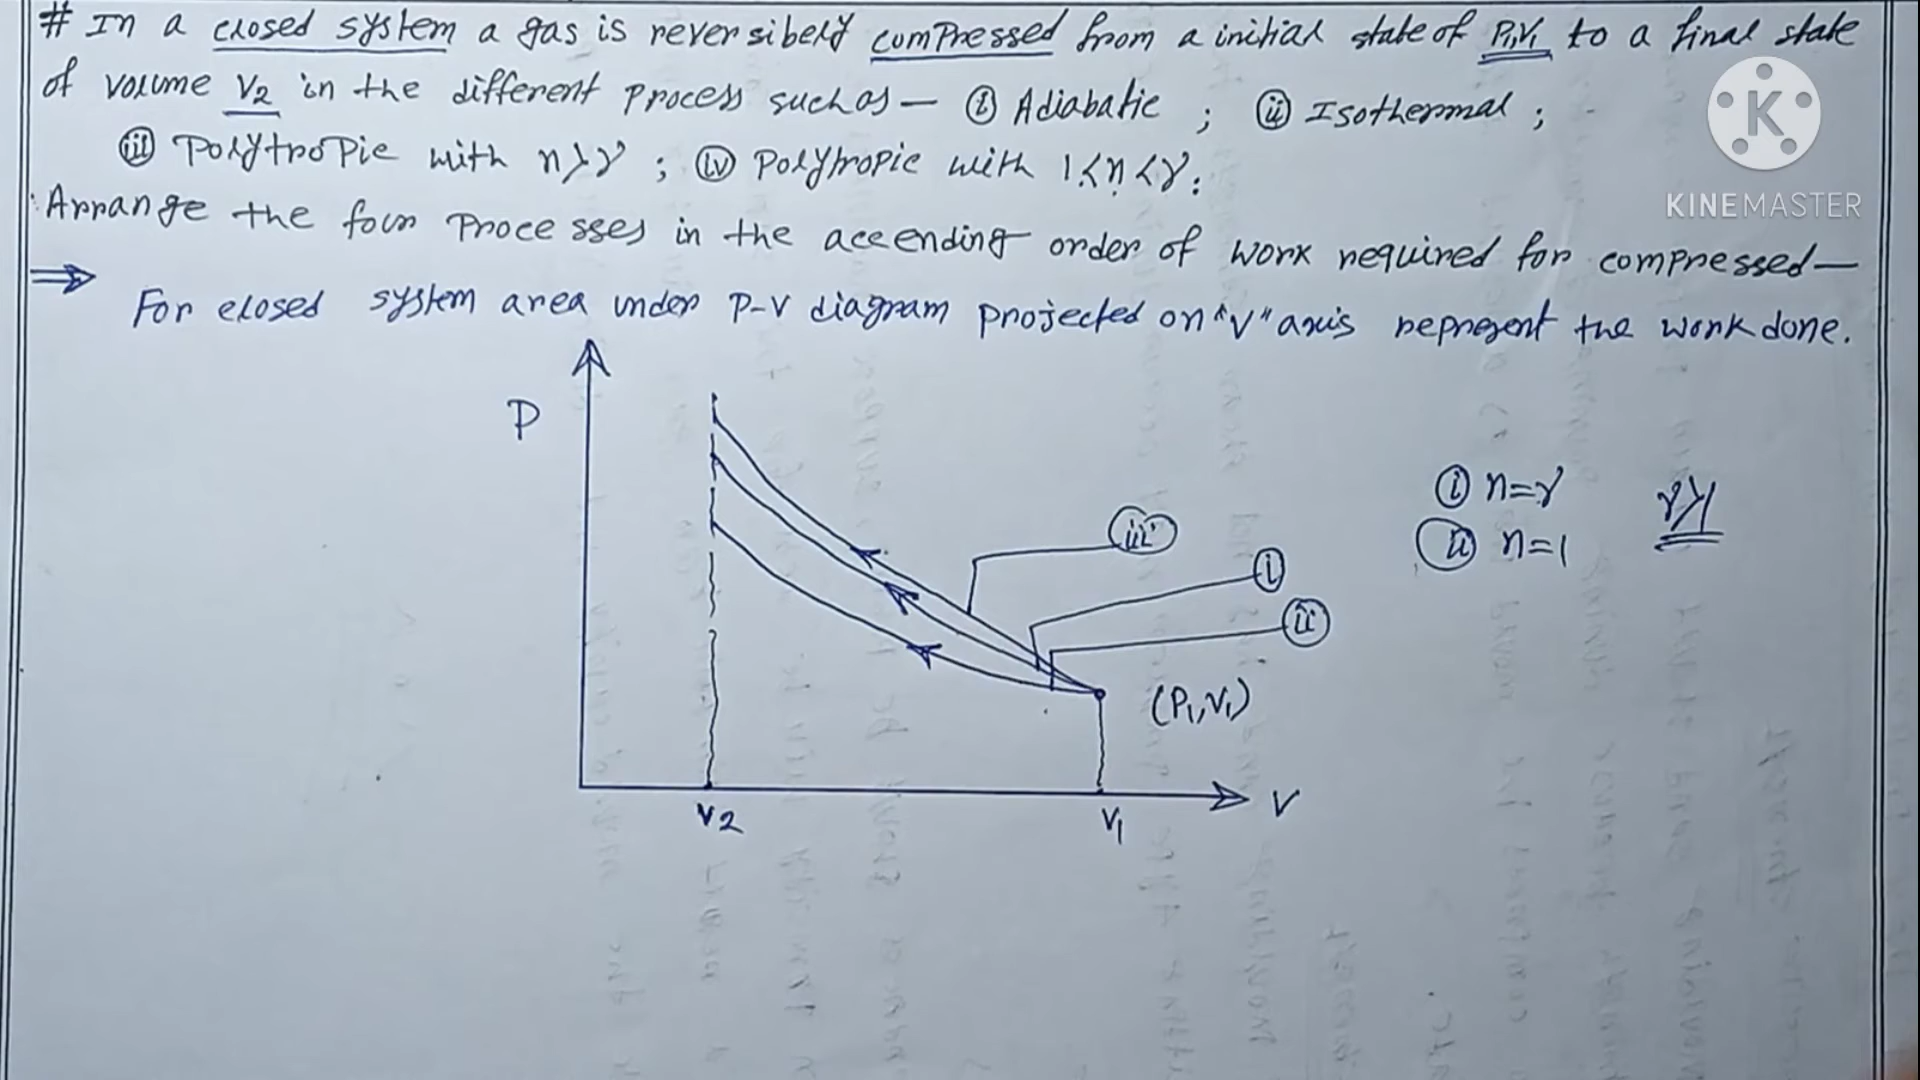 # In a closed system a gas is reversibely compressed from a initial state of P₁V₁ to a final state
of volume V₂ in the different process such as — (i) Adiabatic ; (ii) Isothermal ;
(iii) Polytropic with n>γ ; (iv) Polytropic with 1<n<γ.
Arrange the four processes in the accending order of work required for compressed—
⇒ For closed system area under P-V diagram projected on "V" axis represent the work done.
P
(iii)
(i)
(ii)
(P₁,V₁)
V₂
V₁
V
(i) n=γ
(ii) n=1
γ>1
K
KINEMASTER